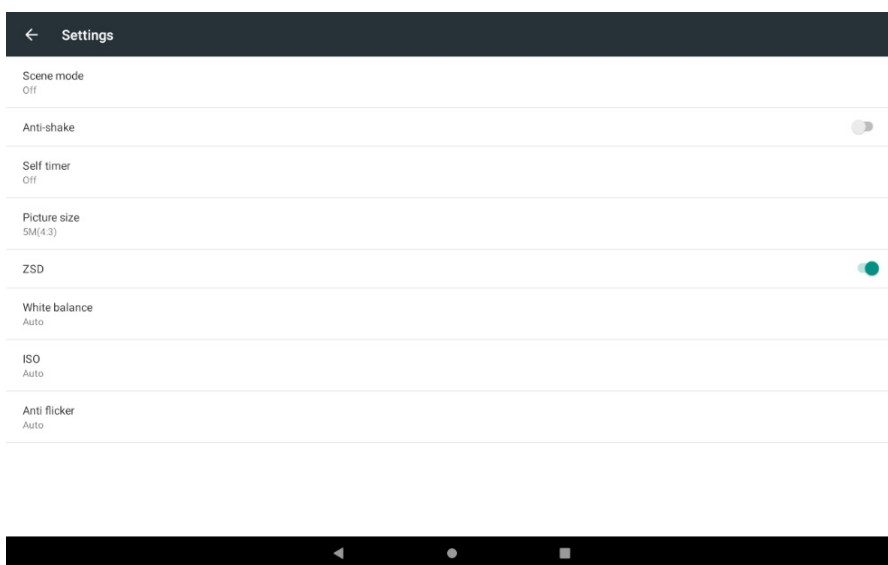 Settings
Scene mode
Off
Anti-shake
Self timer
Off
Picture size
5M(4:3)
ZSD
White balance
Auto
ISO
Auto
Anti flicker
Auto